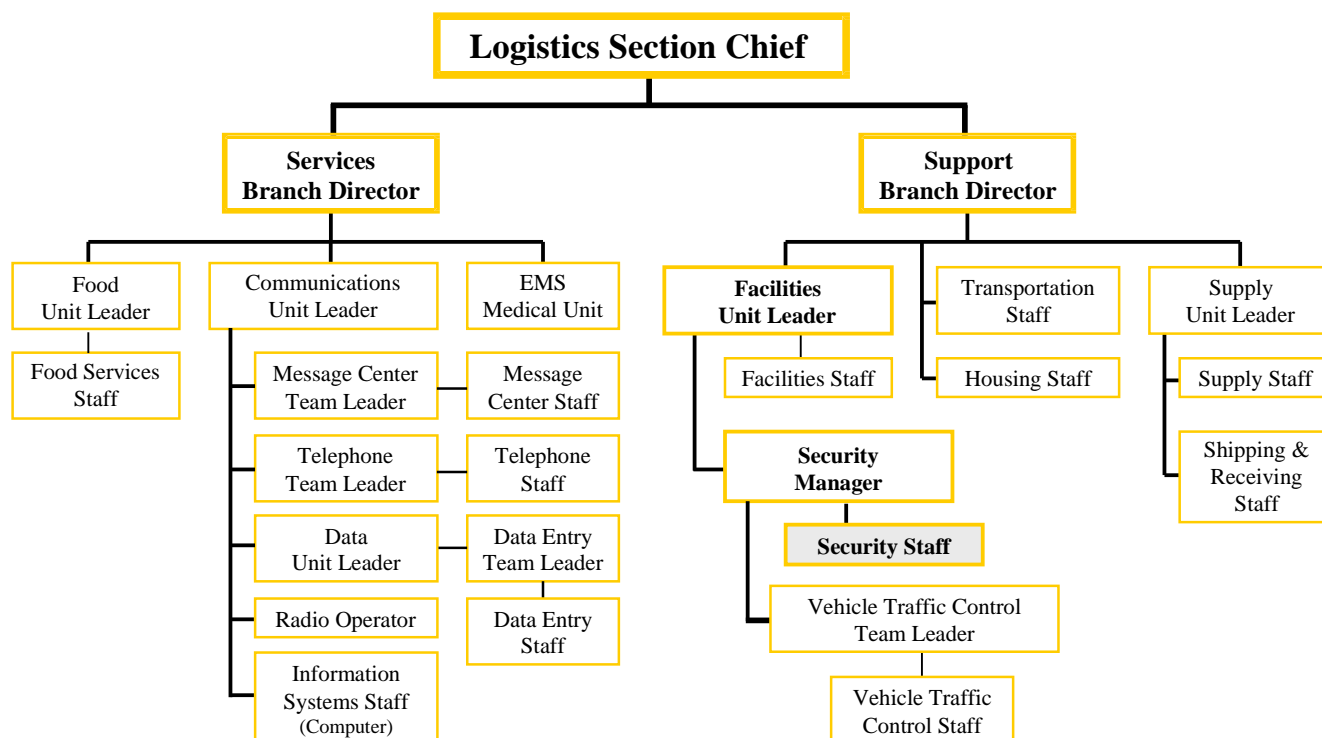 Logistics Section Chief
Services
Branch Director
Support
Branch Director
Food
Unit Leader
Communications
Unit Leader
EMS
Medical Unit
Facilities
Unit Leader
Transportation
Staff
Supply
Unit Leader
Food Services
Staff
Message Center
Team Leader
Message
Center Staff
Facilities Staff
Housing Staff
Supply Staff
Telephone
Team Leader
Telephone
Staff
Security
Manager
Shipping &
Receiving
Staff
Data
Unit Leader
Data Entry
Team Leader
Security Staff
Radio Operator
Data Entry
Staff
Vehicle Traffic Control
Team Leader
Information
Systems Staff
(Computer)
Vehicle Traffic
Control Staff